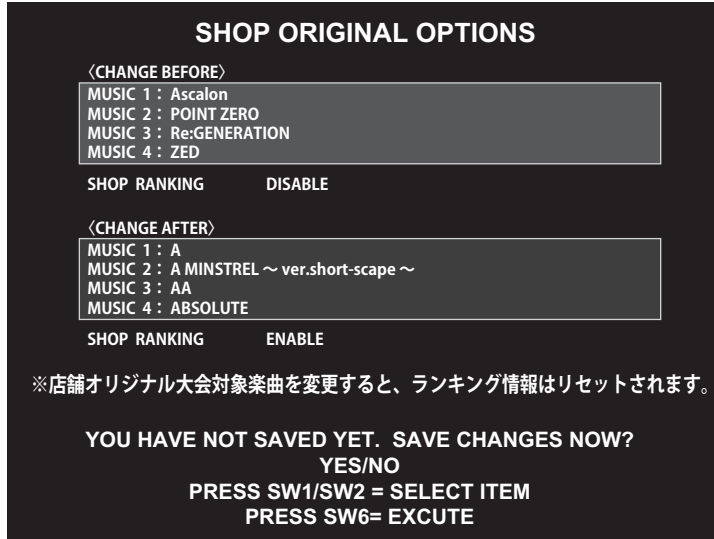 SHOP ORIGINAL OPTIONS
〈CHANGE BEFORE〉
MUSIC 1： Ascalon
MUSIC 2： POINT ZERO
MUSIC 3： Re:GENERATION
MUSIC 4： ZED
SHOP RANKING DISABLE
〈CHANGE AFTER〉
MUSIC 1： A
MUSIC 2： A MINSTREL ～ ver.short-scape ～
MUSIC 3： AA
MUSIC 4： ABSOLUTE
SHOP RANKING ENABLE
※店舗オリジナル大会対象楽曲を変更すると、ランキング情報はリセットされます。
YOU HAVE NOT SAVED YET. SAVE CHANGES NOW?
YES/NO
PRESS SW1/SW2 = SELECT ITEM
PRESS SW6= EXCUTE